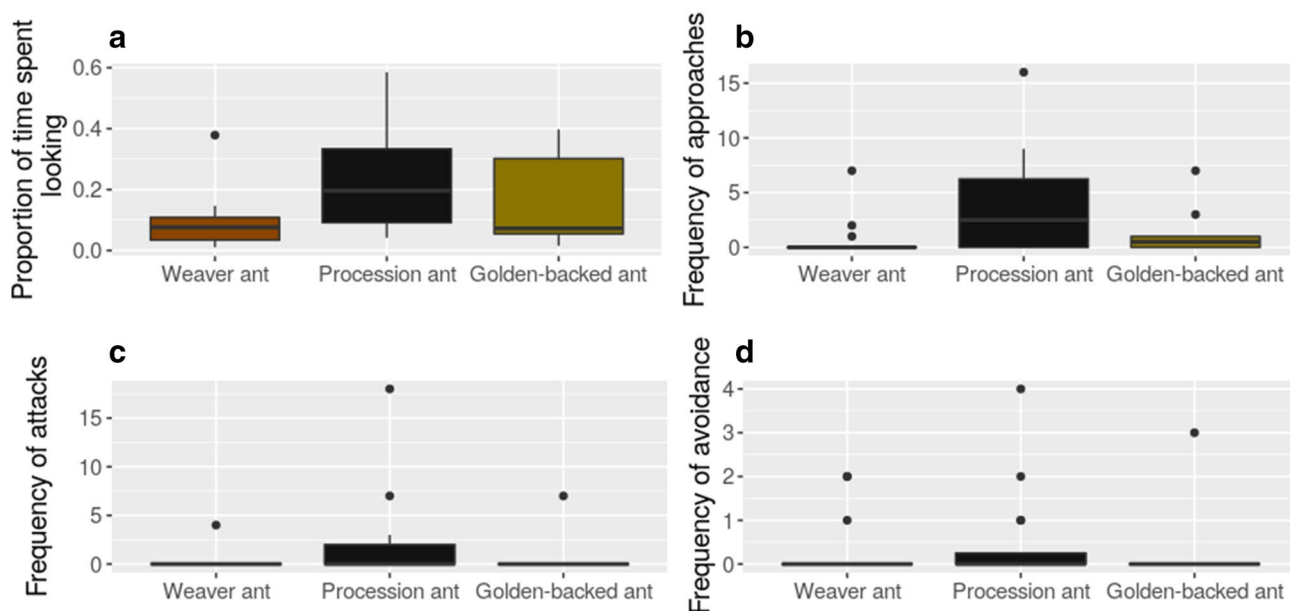 a
Proportion of time spent
looking
0.6
0.4
0.2
0.0
Weaver ant Procession ant Golden-backed ant
b
Frequency of approaches
15
10
5
0
Weaver ant Procession ant Golden-backed ant
c
Frequency of attacks
15
10
5
0
Weaver ant Procession ant Golden-backed ant
d
Frequency of avoidance
4
3
2
1
0
Weaver ant Procession ant Golden-backed ant